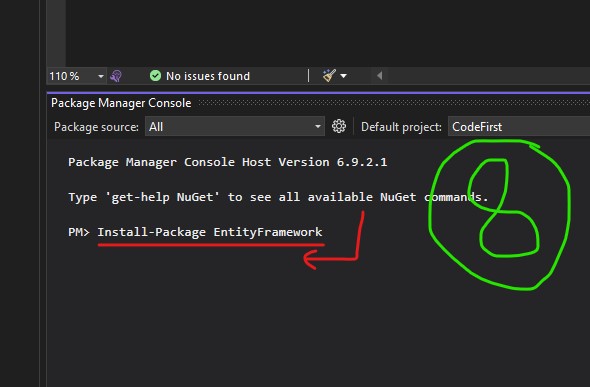 110 % No issues found
Package Manager Console
Package source: All Default project: CodeFirst
Package Manager Console Host Version 6.9.2.1
Type 'get-help NuGet' to see all available NuGet commands.
PM> Install-Package EntityFramework
8